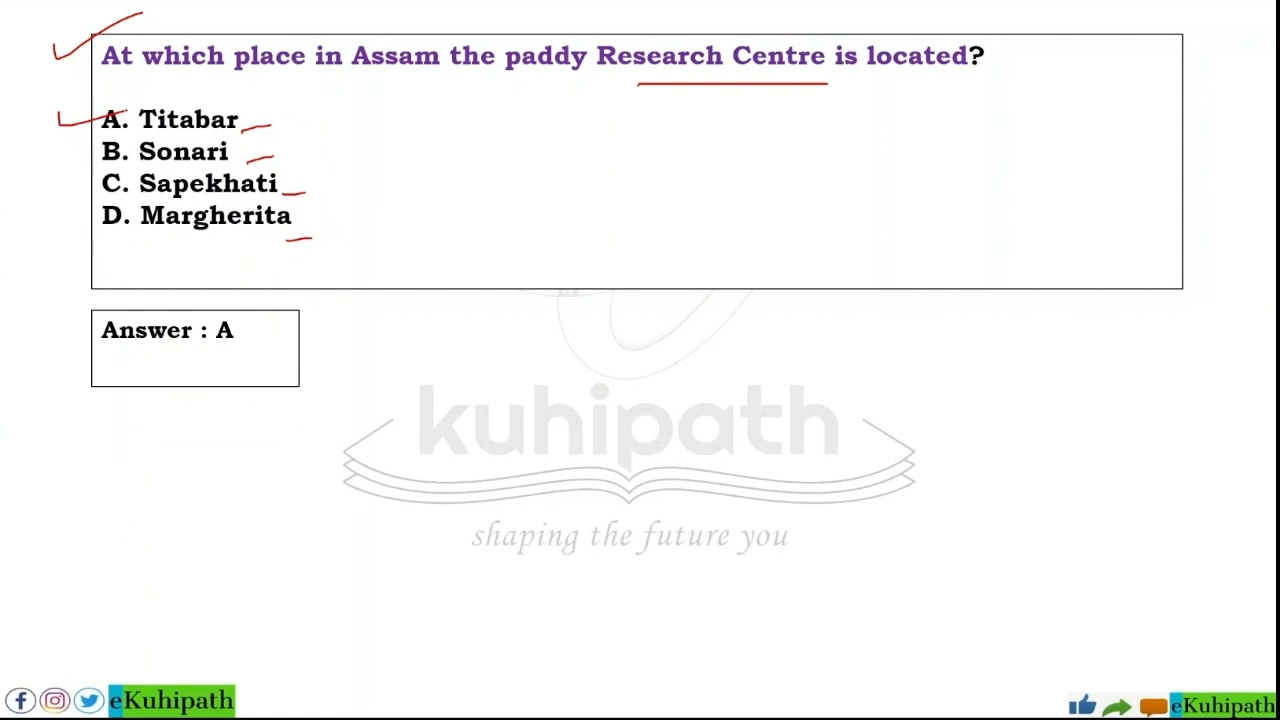 At which place in Assam the paddy Research Centre is located?
A. Titabar
B. Sonari
C. Sapekhati
D. Margherita
Answer : A
kuhipath
shaping the future you
eKuhipath
eKuhipath